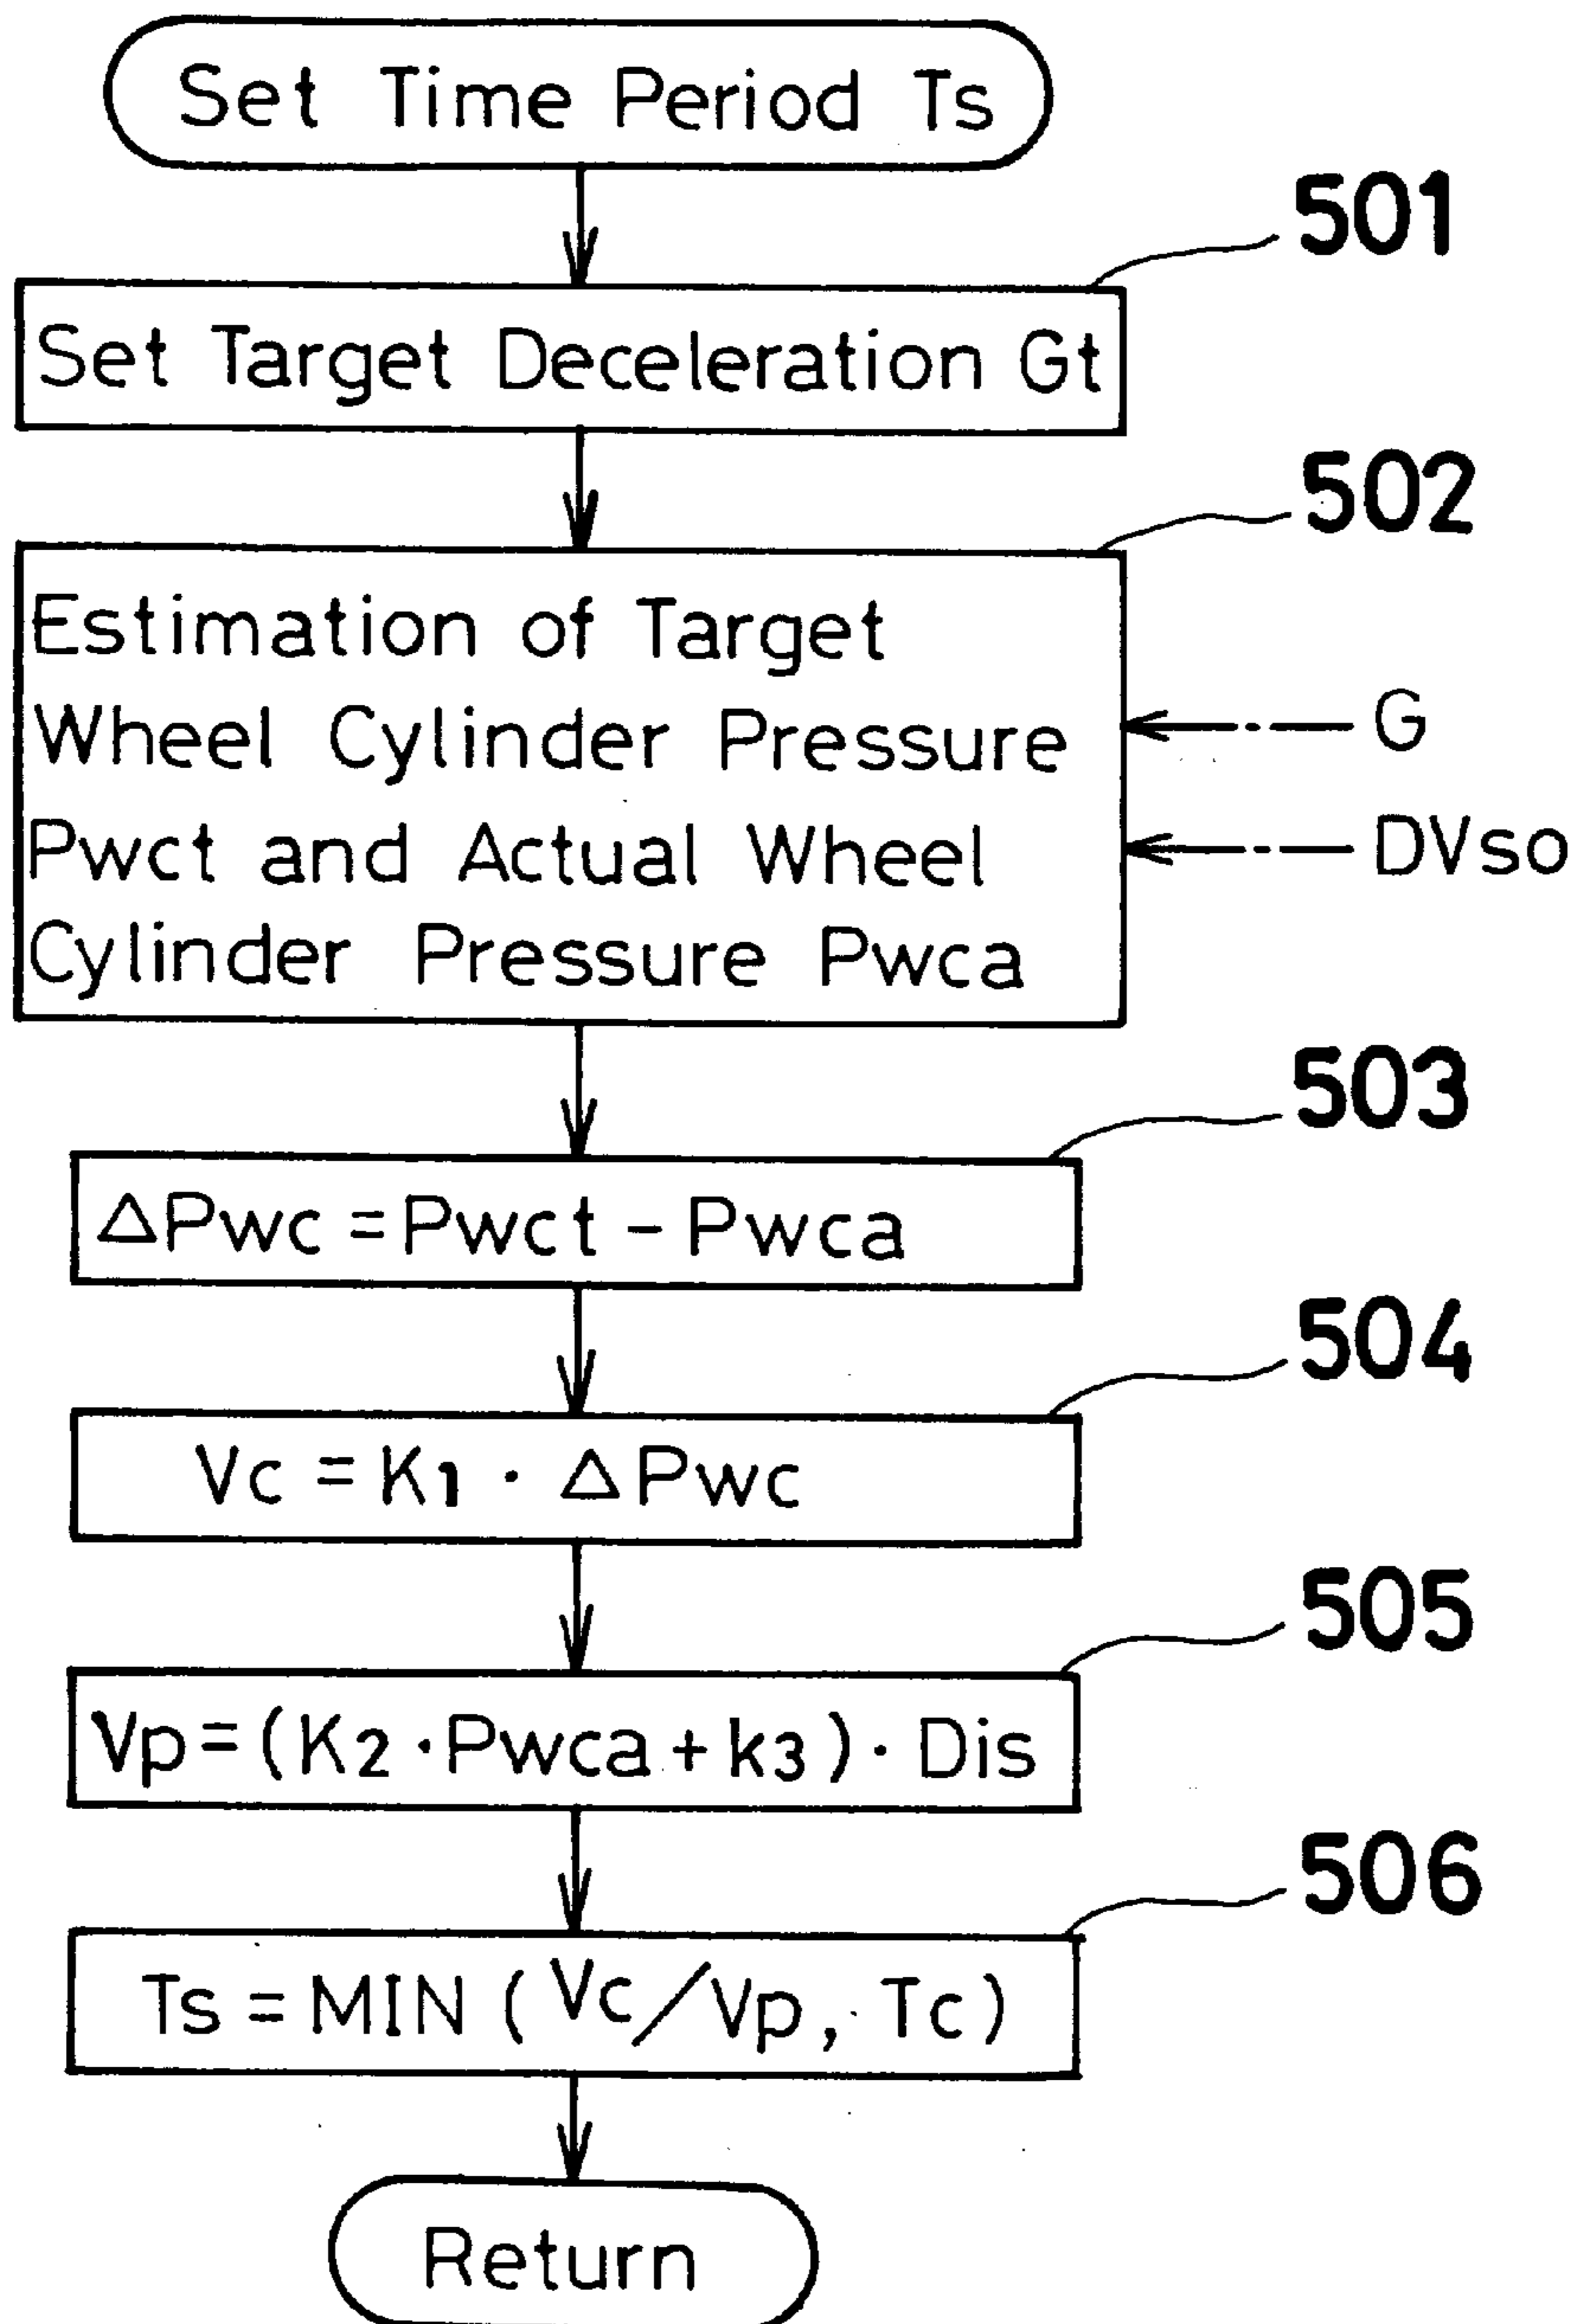 Set Time Period Ts
501
Set Target Deceleration Gt
502
Estimation of Target
Wheel Cylinder Pressure
G
Pwct and Actual Wheel
DVso
Cylinder Pressure Pwca
503
△Pwc = Pwct - Pwca
504
Vc = K1 · △Pwc
505
Vp = (K2 · Pwca + k3) · Dis
506
Ts = MIN ( Vc/Vp, Tc )
Return